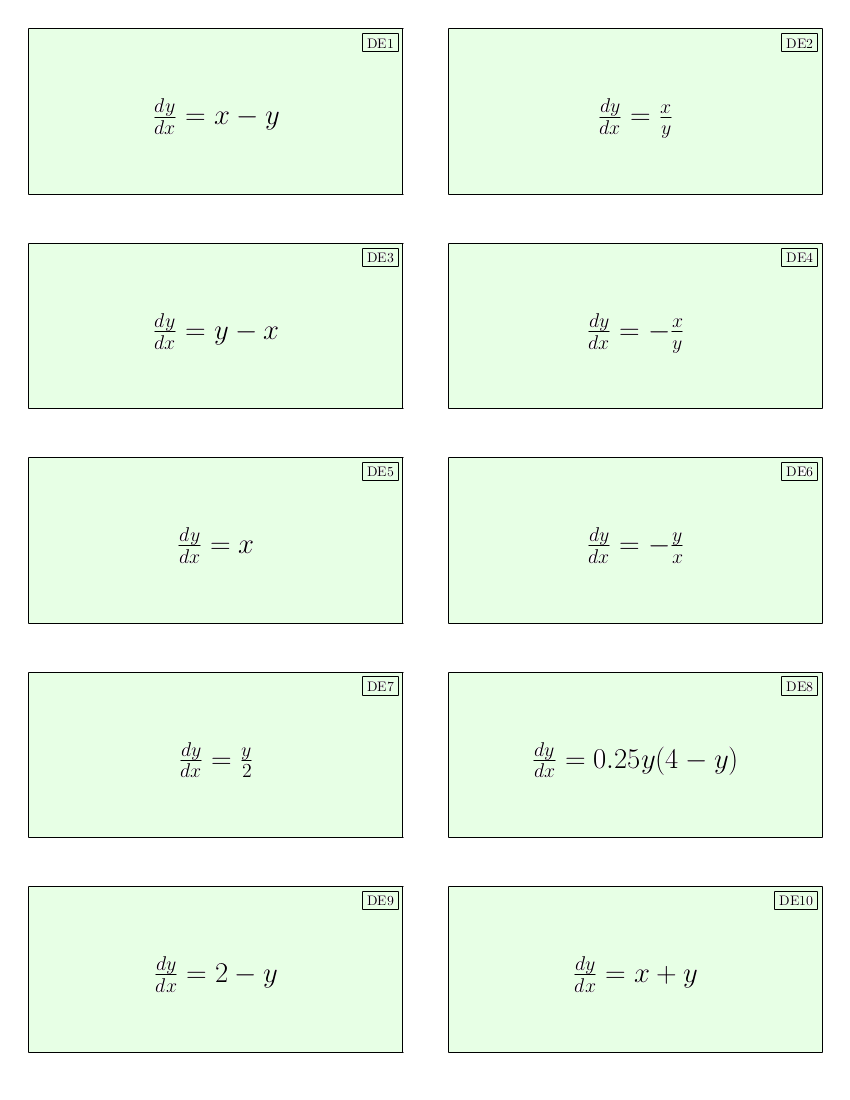 DE1
$\frac{dy}{dx} = x - y$
DE2
$\frac{dy}{dx} = \frac{x}{y}$
DE3
$\frac{dy}{dx} = y - x$
DE4
$\frac{dy}{dx} = -\frac{x}{y}$
DE5
$\frac{dy}{dx} = x$
DE6
$\frac{dy}{dx} = -\frac{y}{x}$
DE7
$\frac{dy}{dx} = \frac{y}{2}$
DE8
$\frac{dy}{dx} = 0.25y(4 - y)$
DE9
$\frac{dy}{dx} = 2 - y$
DE10
$\frac{dy}{dx} = x + y$